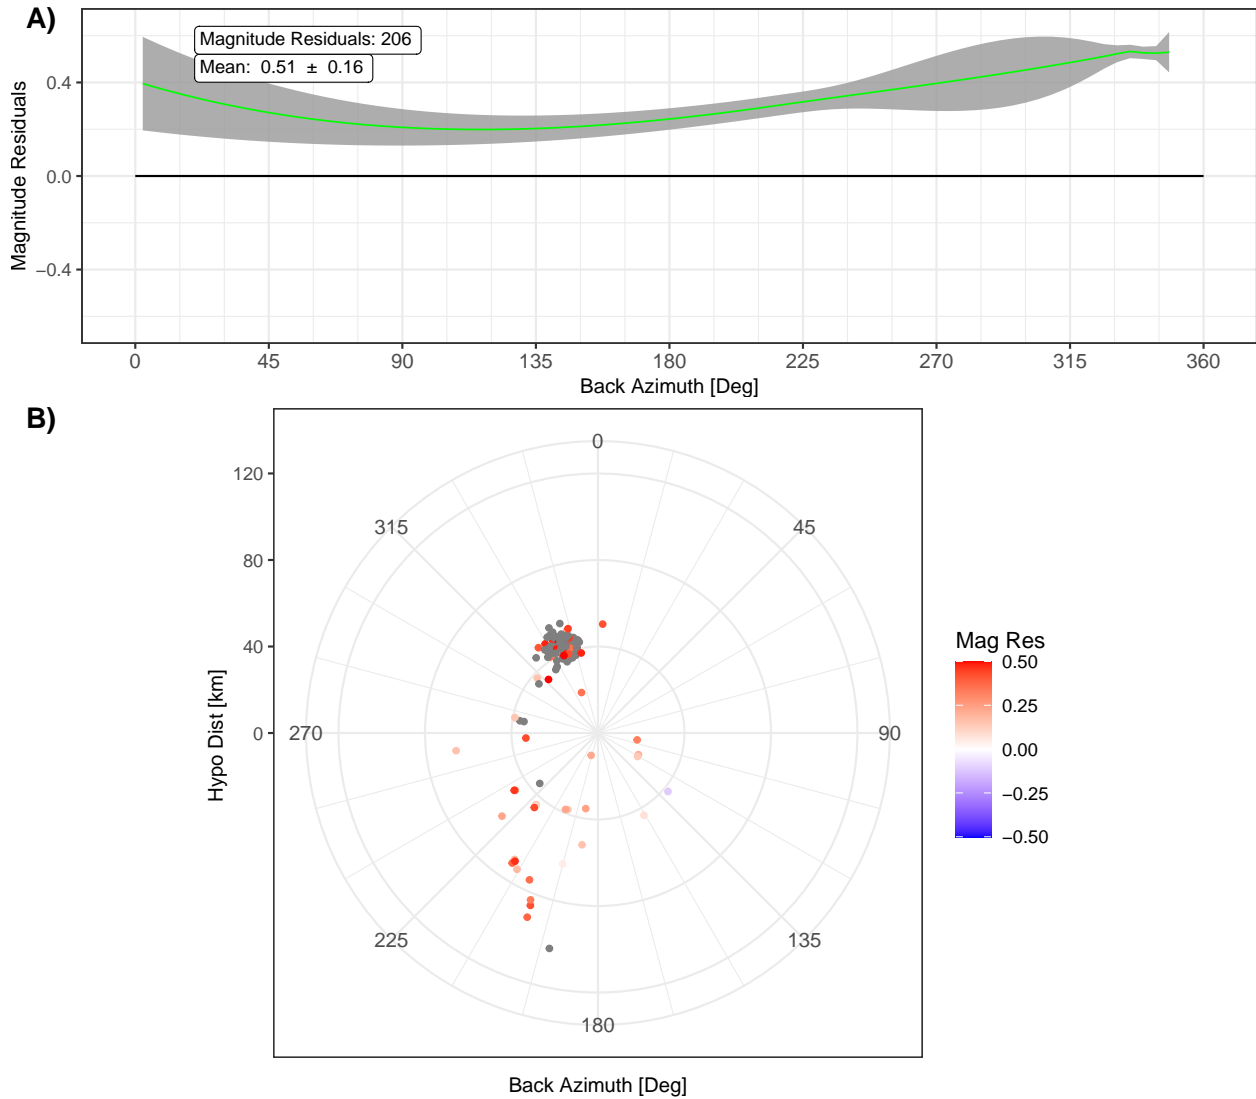 A)
Magnitude Residuals: 206
Mean: 0.51 ± 0.16
0.4
0.0
−0.4
Magnitude Residuals
0 45 90 135 180 225 270 315 360
Back Azimuth [Deg]
B)
0
45
90
135
180
225
270
315
120
80
40
0
Hypo Dist [km]
Back Azimuth [Deg]
Mag Res
0.50
0.25
0.00
−0.25
−0.50